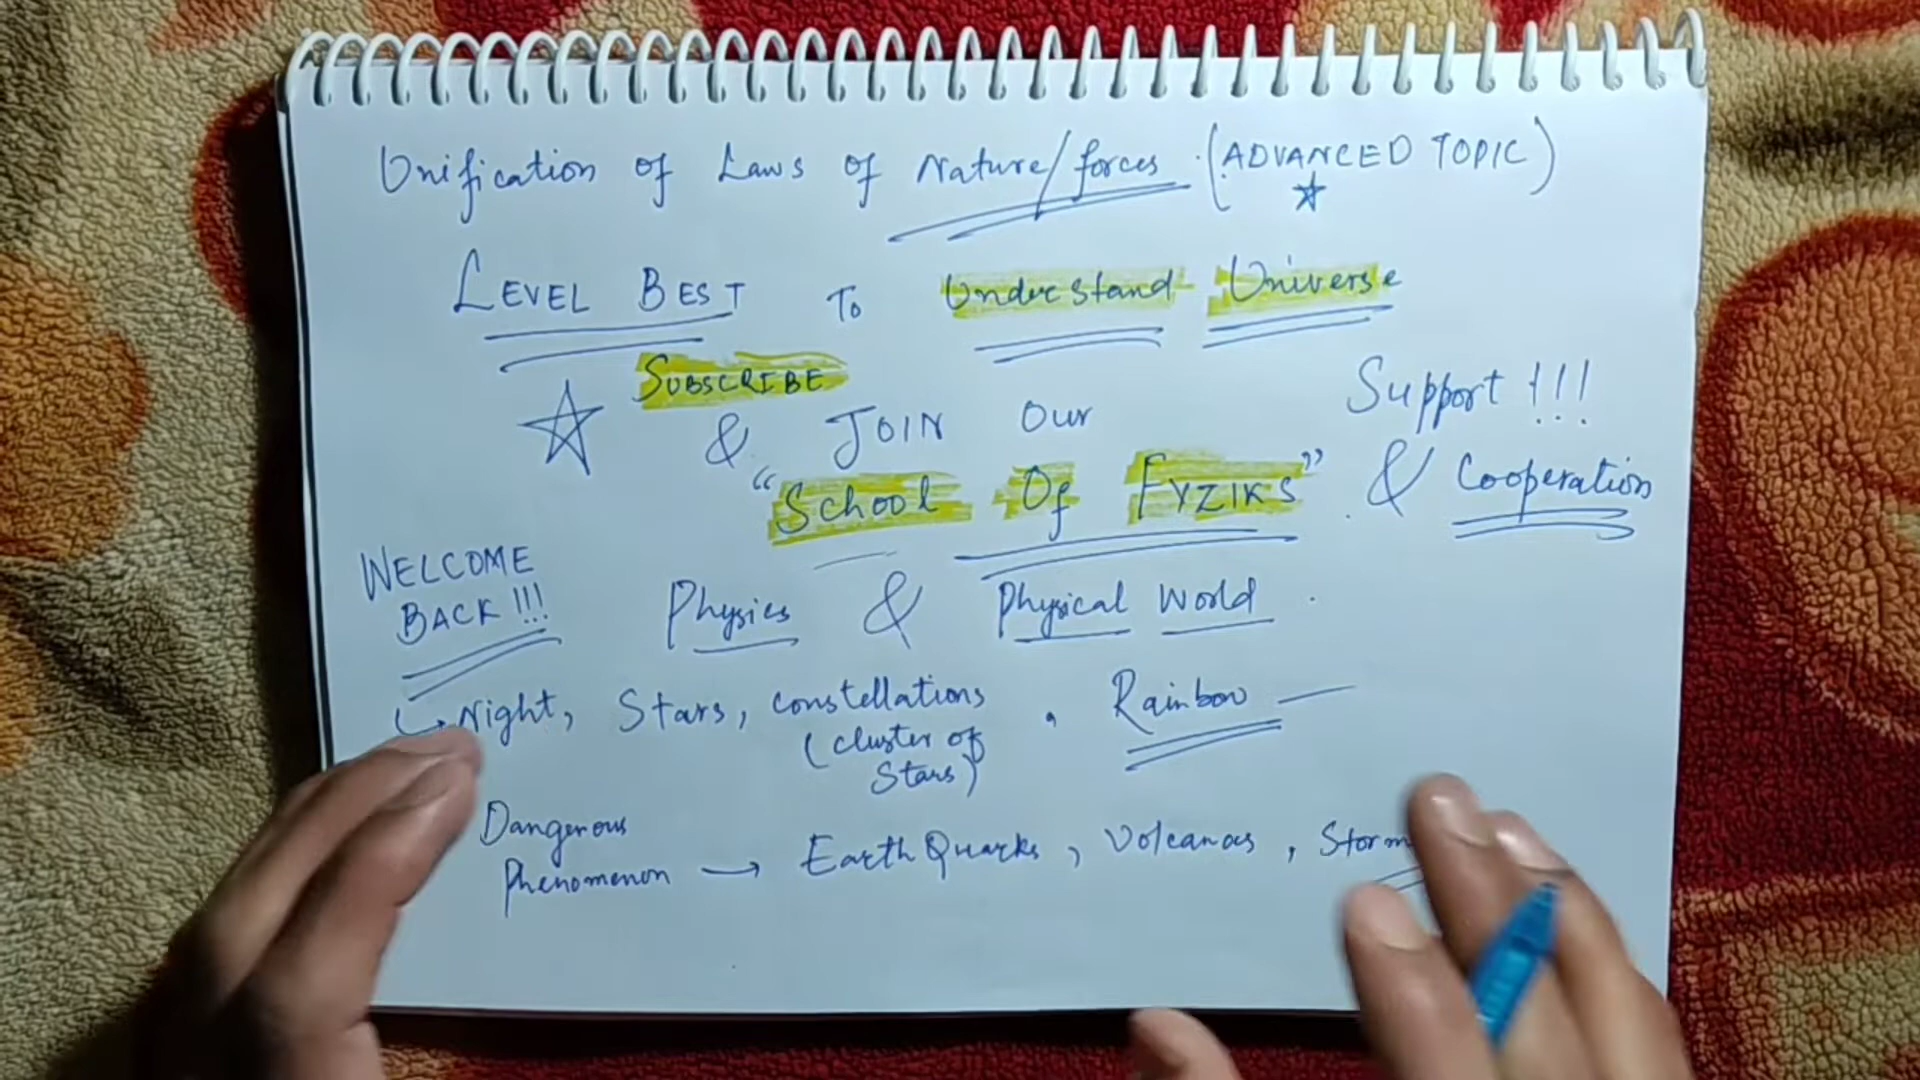 Unification of Laws of Nature/forces (ADVANCED TOPIC)
LEVEL BEST To Understand Universe
SUBSCRIBE
& JOIN our
Support !!!
"School Of FYZIKS" & Cooperation
WELCOME
BACK !!!
Physics & Physical World
Night, Stars, constellations, Rainbow
(cluster of
Stars)
Dangerous
Phenomenon → Earth Quarks, Volcanoes, Storm